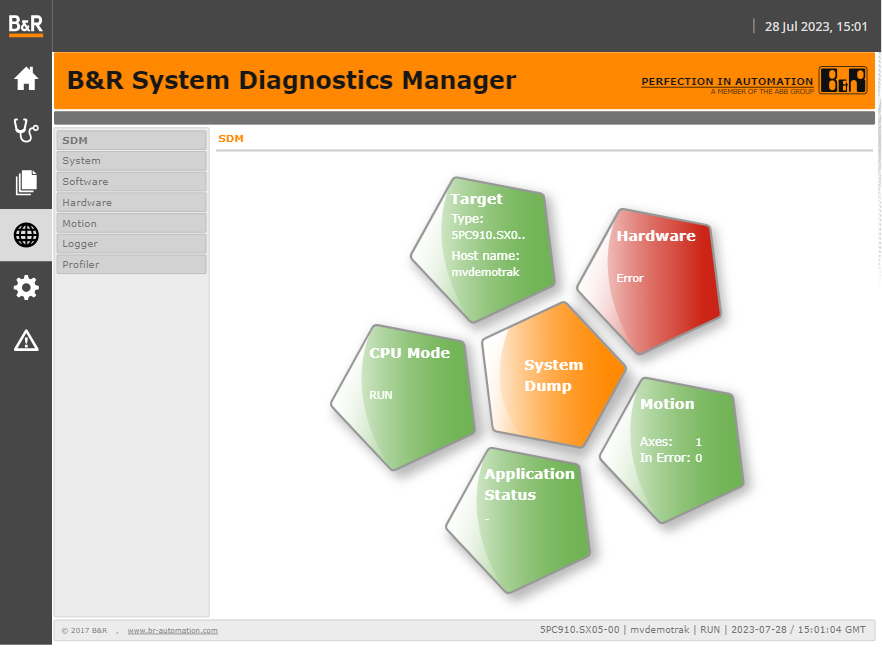 B&R
28 Jul 2023, 15:01
B&R System Diagnostics Manager
PERFECTION IN AUTOMATION
A MEMBER OF THE ABB GROUP
B&R
SDM
System
Software
Hardware
Motion
Logger
Profiler
SDM
Target
Type:
5PC910.SX0..
Host name:
mvdemotrak
Hardware
Error
CPU Mode
RUN
System
Dump
Motion
Axes: 1
In Error: 0
Application
Status
-
© 2017 B&R , www.br-automation.com
5PC910.SX05-00 | mvdemotrak | RUN | 2023-07-28 / 15:01:04 GMT